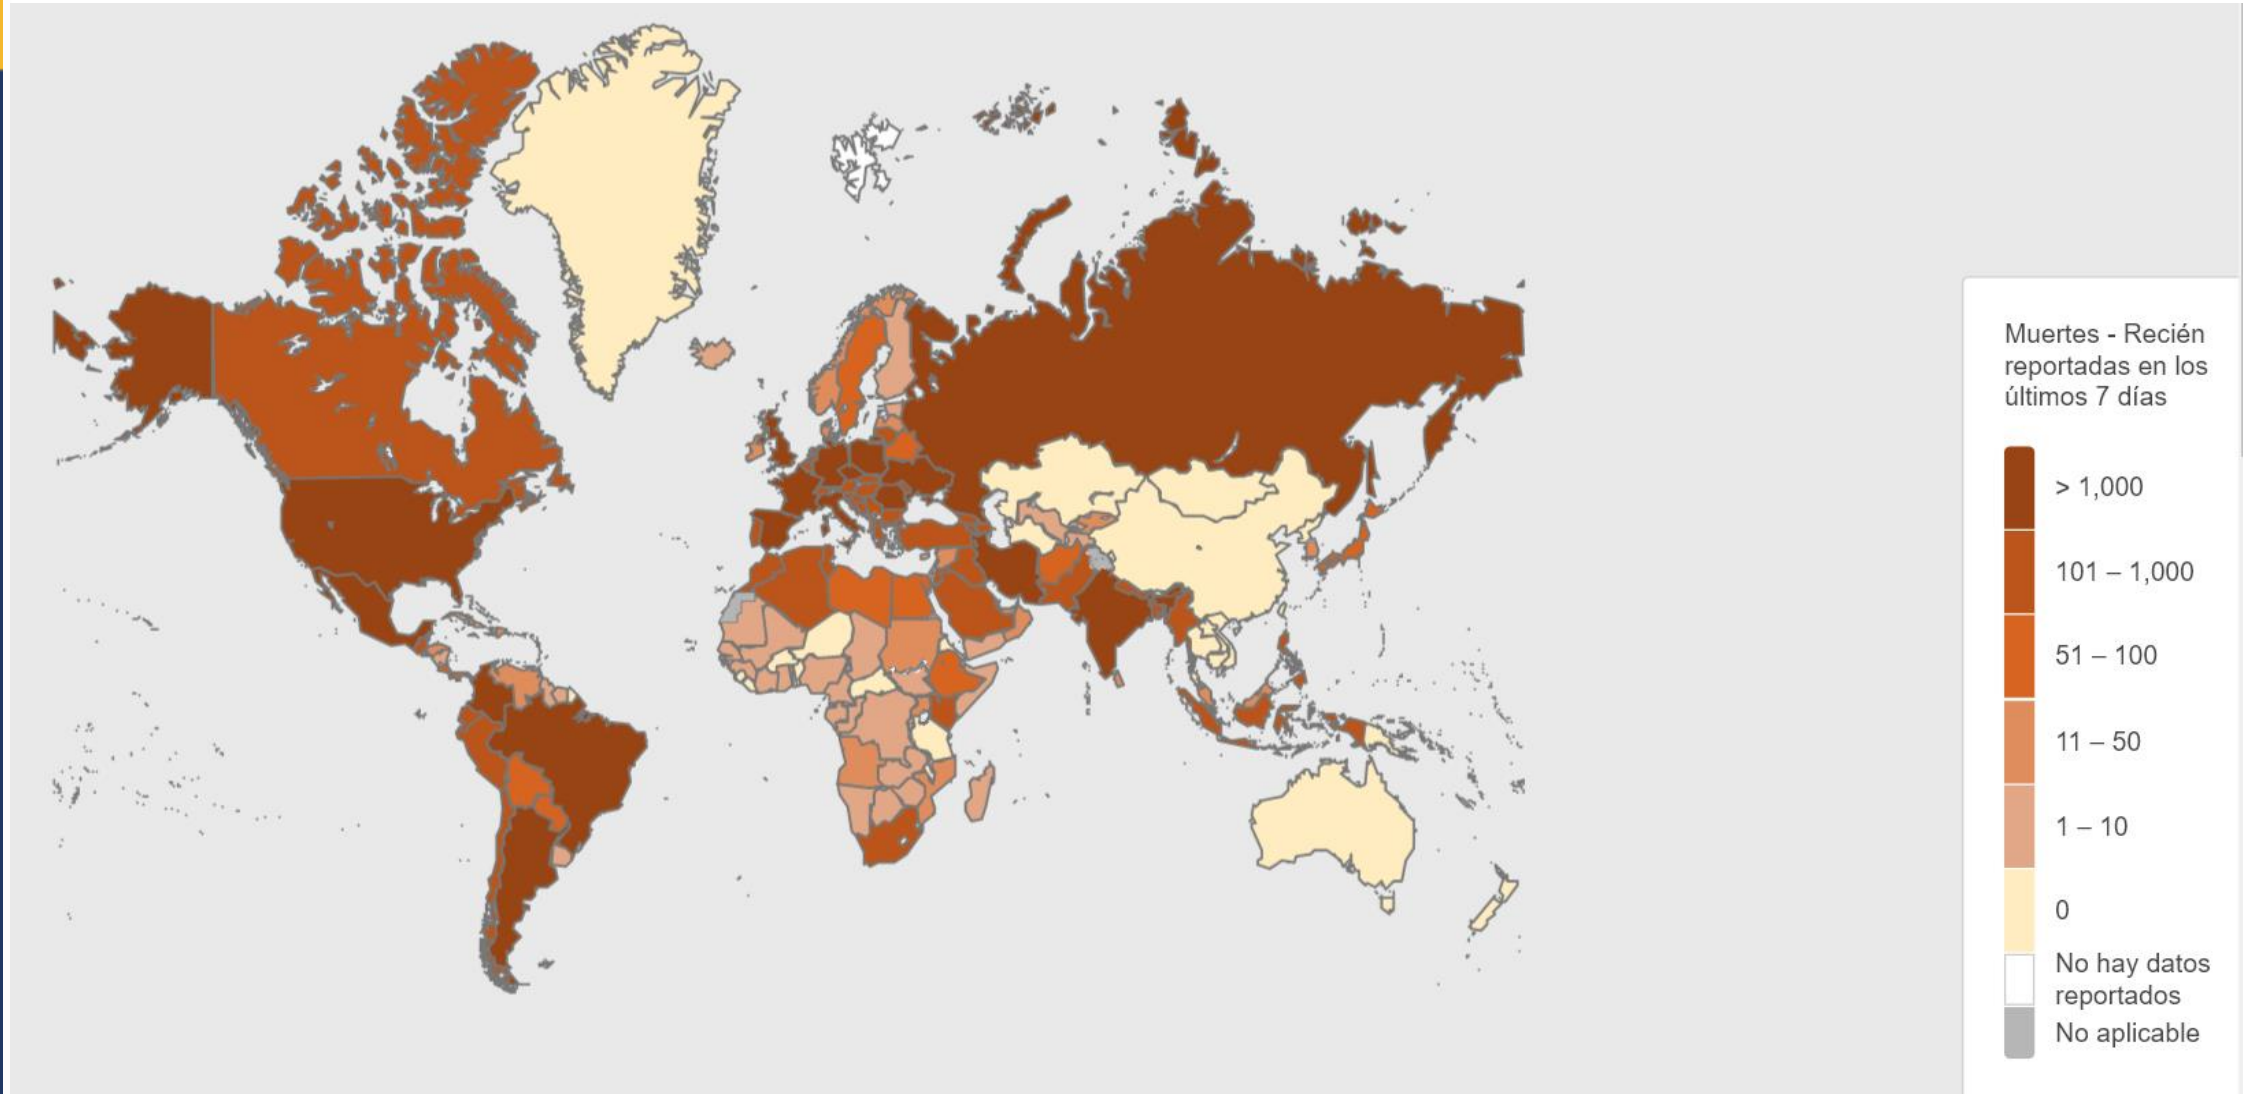 Muertes - Recién
reportadas en los
últimos 7 días
> 1,000
101 – 1,000
51 – 100
11 – 50
1 – 10
0
No hay datos
reportados
No aplicable